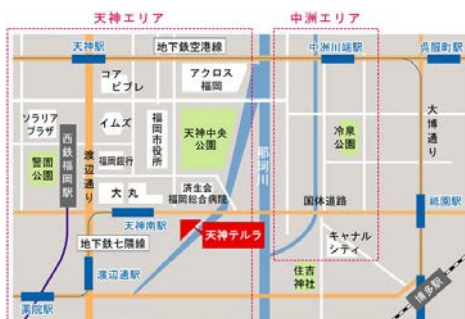 天神エリア
中洲エリア
天神駅
地下鉄空港線
中洲川端駅
呉服町駅
コア
ビブレ
アクロス
福岡
ソラリア
プラザ
イムズ
福岡市役所
天神中央
公園
冷泉
公園
大博通り
西鉄福岡駅
警固
公園
渡辺通り
福岡銀行
那珂川
大丸
済生会
福岡総合病院
国体道路
祇園駅
天神南駅
天神テルラ
キャナル
シティ
地下鉄七隈線
渡辺通駅
住吉
神社
博多駅
薬院駅